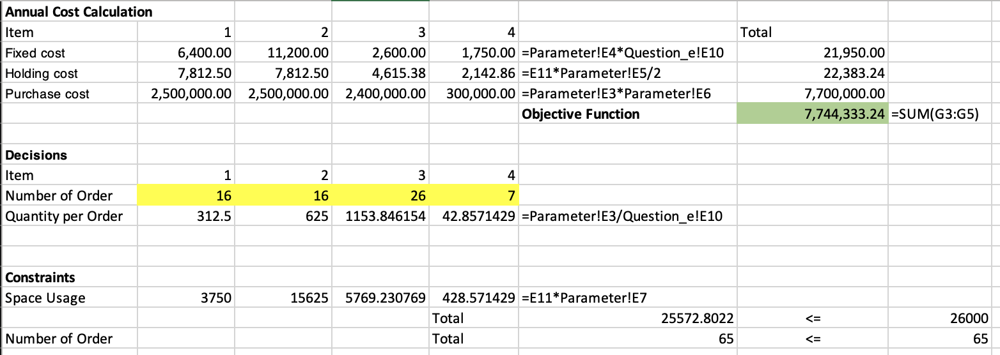 Annual Cost Calculation
Item 1 2 3 4 Total
Fixed cost 6,400.00 11,200.00 2,600.00 1,750.00 =Parameter!E4*Question_e!E10 21,950.00
Holding cost 7,812.50 7,812.50 4,615.38 2,142.86 =E11*Parameter!E5/2 22,383.24
Purchase cost 2,500,000.00 2,500,000.00 2,400,000.00 300,000.00 =Parameter!E3*Parameter!E6 7,700,000.00
Objective Function 7,744,333.24 =SUM(G3:G5)
Decisions
Item 1 2 3 4
Number of Order 16 16 26 7
Quantity per Order 312.5 625 1153.846154 42.8571429 =Parameter!E3/Question_e!E10
Constraints
Space Usage 3750 15625 5769.230769 428.571429 =E11*Parameter!E7
Total 25572.8022 <= 26000
Number of Order Total 65 <= 65